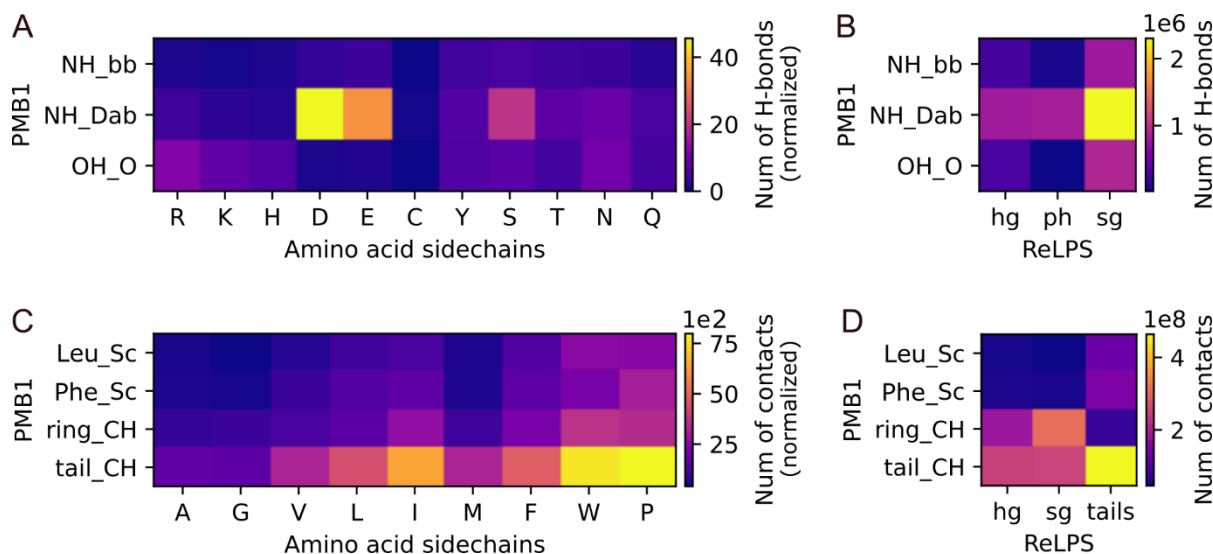 A
PMB1
NH_bb
NH_Dab
OH_O
R K H D E C Y S T N Q
Amino acid sidechains
40
20
0
Num of H-bonds
(normalized)
B
PMB1
NH_bb
NH_Dab
OH_O
hg ph sg
ReLPS
1e6
2
1
Num of H-bonds
C
PMB1
Leu_Sc
Phe_Sc
ring_CH
tail_CH
A G V L I M F W P
Amino acid sidechains
1e2
75
50
25
Num of contacts
(normalized)
D
PMB1
Leu_Sc
Phe_Sc
ring_CH
tail_CH
hg sg tails
ReLPS
1e8
4
2
Num of contacts